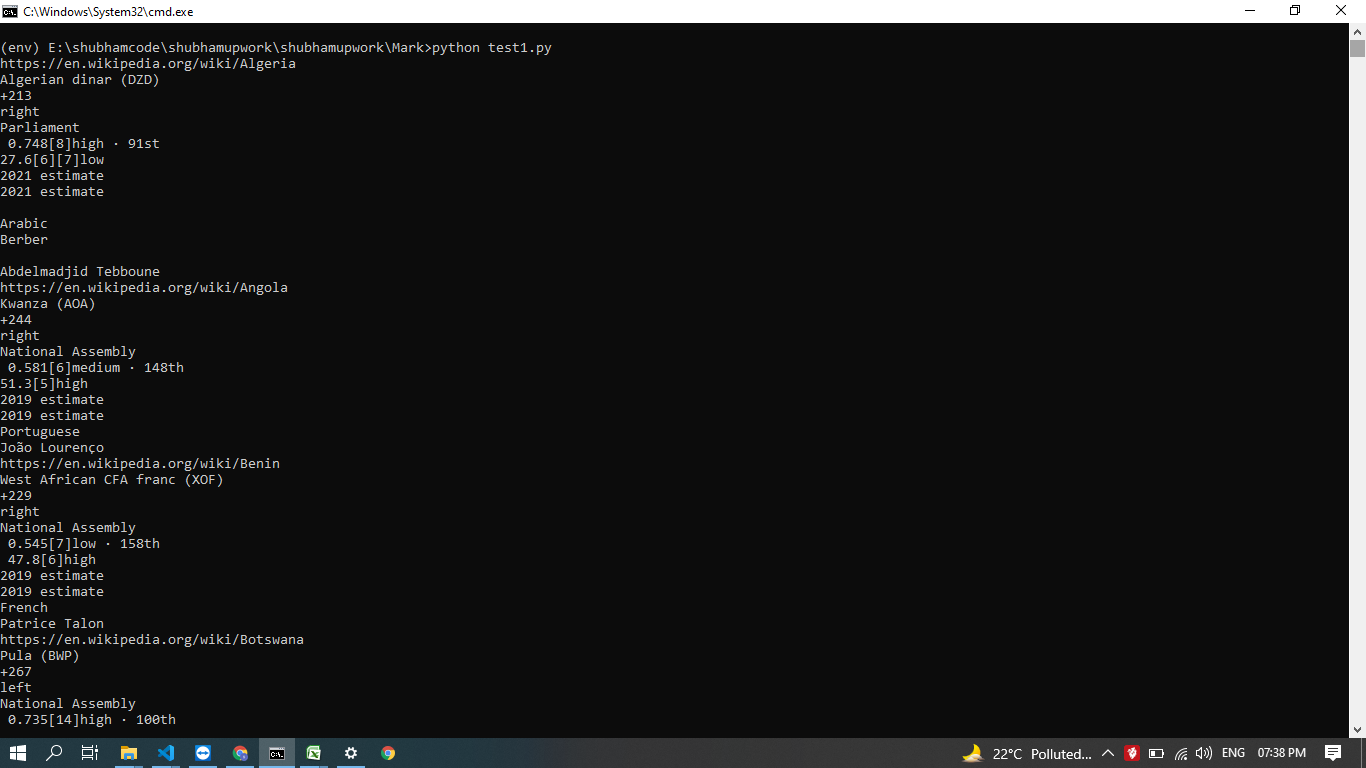 C:\Windows\System32\cmd.exe
(env) E:\shubhamcode\shubhamupwork\shubhamupwork\Mark>python test1.py
https://en.wikipedia.org/wiki/Algeria
Algerian dinar (DZD)
+213
right
Parliament
0.748[8]high · 91st
27.6[6][7]low
2021 estimate
2021 estimate
Arabic
Berber
Abdelmadjid Tebboune
https://en.wikipedia.org/wiki/Angola
Kwanza (AOA)
+244
right
National Assembly
0.581[6]medium · 148th
51.3[5]high
2019 estimate
2019 estimate
Portuguese
João Lourenço
https://en.wikipedia.org/wiki/Benin
West African CFA franc (XOF)
+229
right
National Assembly
0.545[7]low · 158th
47.8[6]high
2019 estimate
2019 estimate
French
Patrice Talon
https://en.wikipedia.org/wiki/Botswana
Pula (BWP)
+267
left
National Assembly
0.735[14]high · 100th
22°C Polluted... ENG 07:38 PM